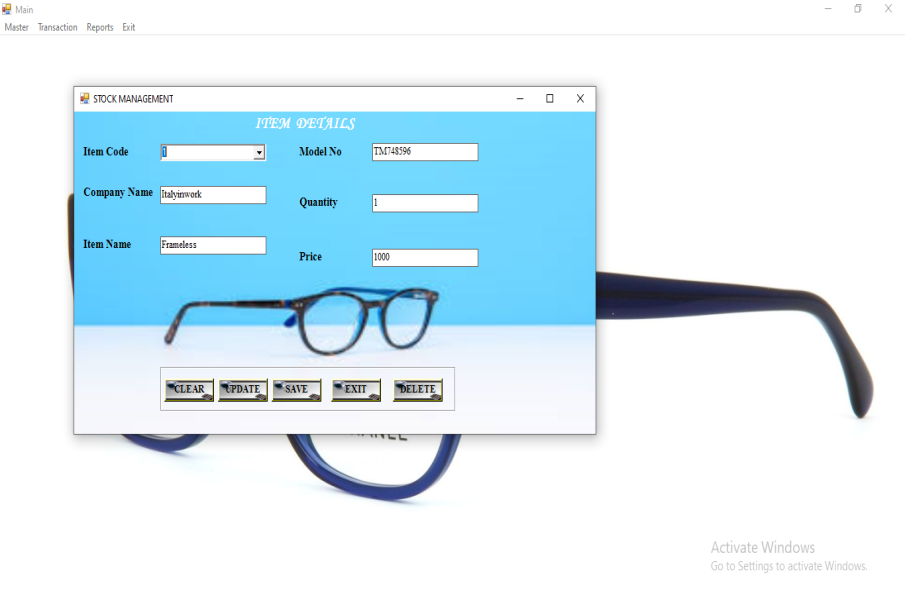 Main
Master Transaction Reports Exit
STOCK MANAGEMENT
ITEM DETAILS
Item Code 1 Model No TM748596
Company Name Italyinwork
Quantity 1
Item Name Frameless
Price 1000
CLEAR UPDATE SAVE EXIT DELETE
Activate Windows
Go to Settings to activate Windows.